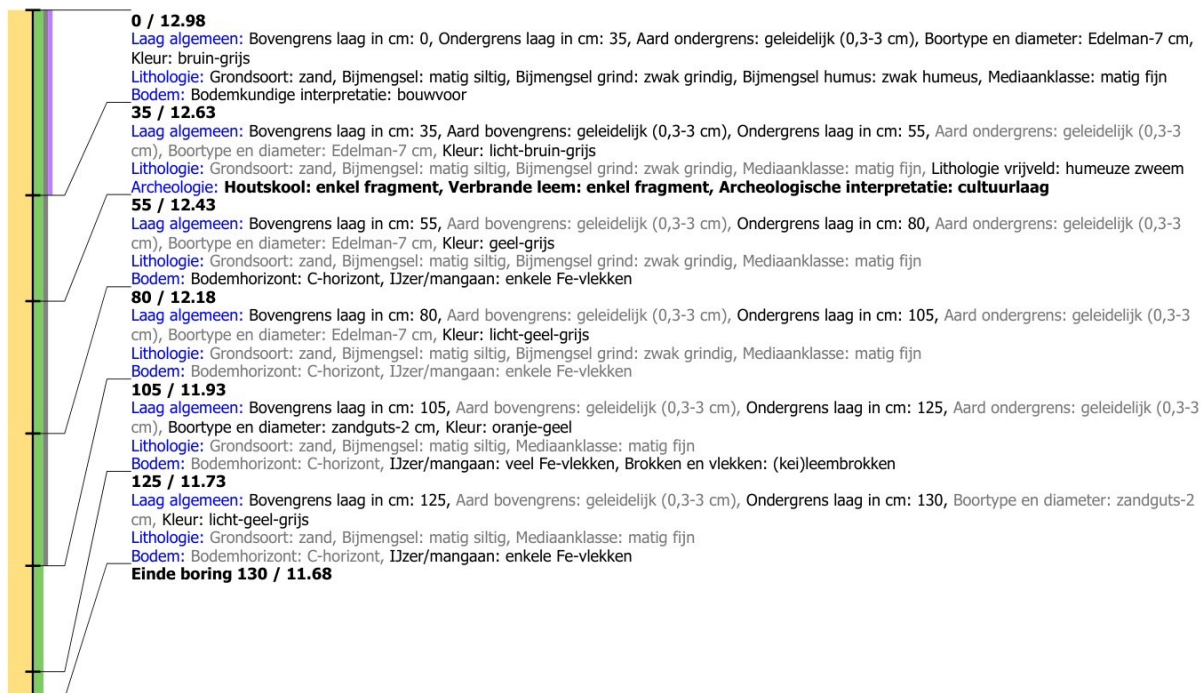 0 / 12.98
Laag algemeen: Bovengrens laag in cm: 0, Ondergrens laag in cm: 35, Aard ondergrens: geleidelijk (0,3-3 cm), Boortype en diameter: Edelman-7 cm,
Kleur: bruin-grijs
Lithologie: Grondsoort: zand, Bijmengsel: matig siltig, Bijmengsel grind: zwak grindig, Bijmengsel humus: zwak humeus, Mediaanklasse: matig fijn
Bodem: Bodemkundige interpretatie: bouwvoor
35 / 12.63
Laag algemeen: Bovengrens laag in cm: 35, Aard bovengrens: geleidelijk (0,3-3 cm), Ondergrens laag in cm: 55, Aard ondergrens: geleidelijk (0,3-3
cm), Boortype en diameter: Edelman-7 cm, Kleur: licht-bruin-grijs
Lithologie: Grondsoort: zand, Bijmengsel: matig siltig, Bijmengsel grind: zwak grindig, Mediaanklasse: matig fijn, Lithologie vrijveld: humeuze zweem
Archeologie: Houtskool: enkel fragment, Verbrande leem: enkel fragment, Archeologische interpretatie: cultuurlaag
55 / 12.43
Laag algemeen: Bovengrens laag in cm: 55, Aard bovengrens: geleidelijk (0,3-3 cm), Ondergrens laag in cm: 80, Aard ondergrens: geleidelijk (0,3-3
cm), Boortype en diameter: Edelman-7 cm, Kleur: geel-grijs
Lithologie: Grondsoort: zand, Bijmengsel: matig siltig, Bijmengsel grind: zwak grindig, Mediaanklasse: matig fijn
Bodem: Bodemhorizont: C-horizont, IJzer/mangaan: enkele Fe-vlekken
80 / 12.18
Laag algemeen: Bovengrens laag in cm: 80, Aard bovengrens: geleidelijk (0,3-3 cm), Ondergrens laag in cm: 105, Aard ondergrens: geleidelijk (0,3-3
cm), Boortype en diameter: Edelman-7 cm, Kleur: licht-geel-grijs
Lithologie: Grondsoort: zand, Bijmengsel: matig siltig, Bijmengsel grind: zwak grindig, Mediaanklasse: matig fijn
Bodem: Bodemhorizont: C-horizont, IJzer/mangaan: enkele Fe-vlekken
105 / 11.93
Laag algemeen: Bovengrens laag in cm: 105, Aard bovengrens: geleidelijk (0,3-3 cm), Ondergrens laag in cm: 125, Aard ondergrens: geleidelijk (0,3-3
cm), Boortype en diameter: zandguts-2 cm, Kleur: oranje-geel
Lithologie: Grondsoort: zand, Bijmengsel: matig siltig, Mediaanklasse: matig fijn
Bodem: Bodemhorizont: C-horizont, IJzer/mangaan: veel Fe-vlekken, Brokken en vlekken: (kei)leembrokken
125 / 11.73
Laag algemeen: Bovengrens laag in cm: 125, Aard bovengrens: geleidelijk (0,3-3 cm), Ondergrens laag in cm: 130, Boortype en diameter: zandguts-2
cm, Kleur: licht-geel-grijs
Lithologie: Grondsoort: zand, Bijmengsel: matig siltig, Mediaanklasse: matig fijn
Bodem: Bodemhorizont: C-horizont, IJzer/mangaan: enkele Fe-vlekken
Einde boring 130 / 11.68